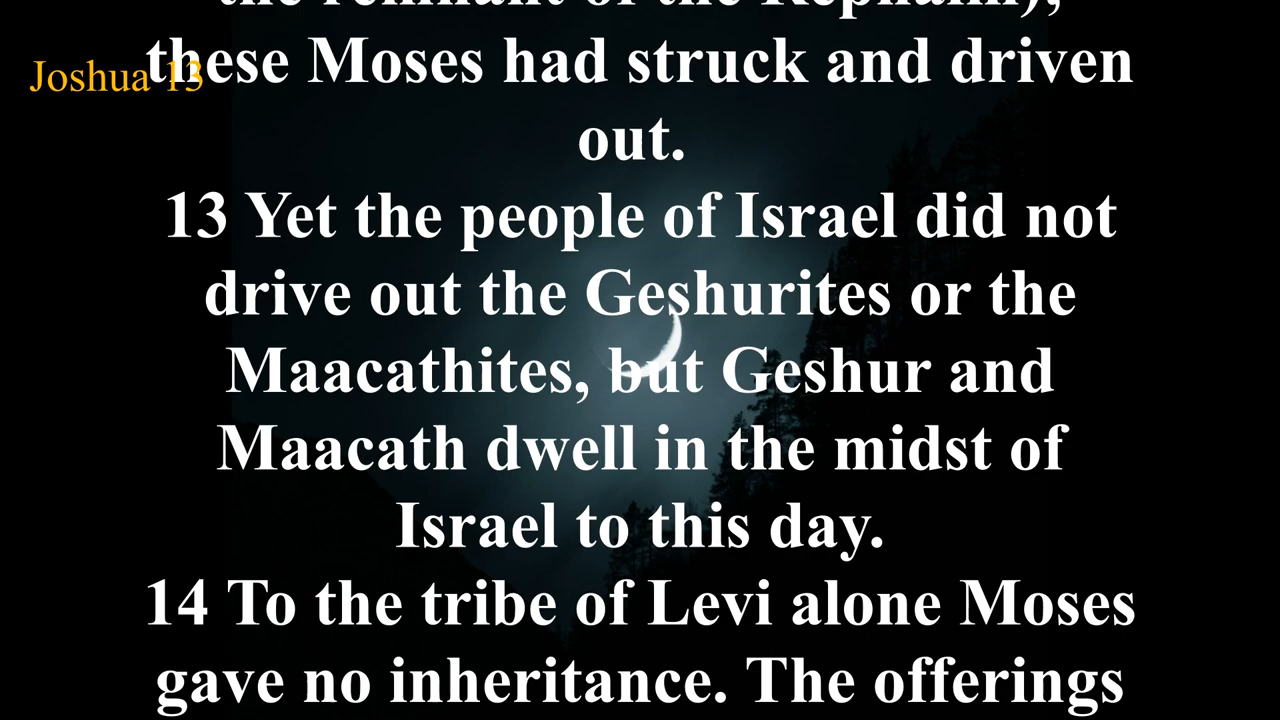 the remnant of the Rephaim);
these Moses had struck and driven
Joshua 13
out.
13 Yet the people of Israel did not
drive out the Geshurites or the
Maacathites, but Geshur and
Maacath dwell in the midst of
Israel to this day.
14 To the tribe of Levi alone Moses
gave no inheritance. The offerings